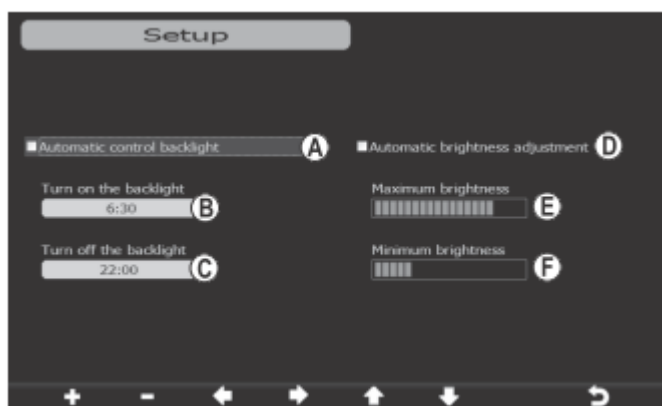 Setup
Automatic control backlight A
Automatic brightness adjustment D
Turn on the backlight
6:30 B
Maximum brightness
E
Turn off the backlight
22:00 C
Minimum brightness
F